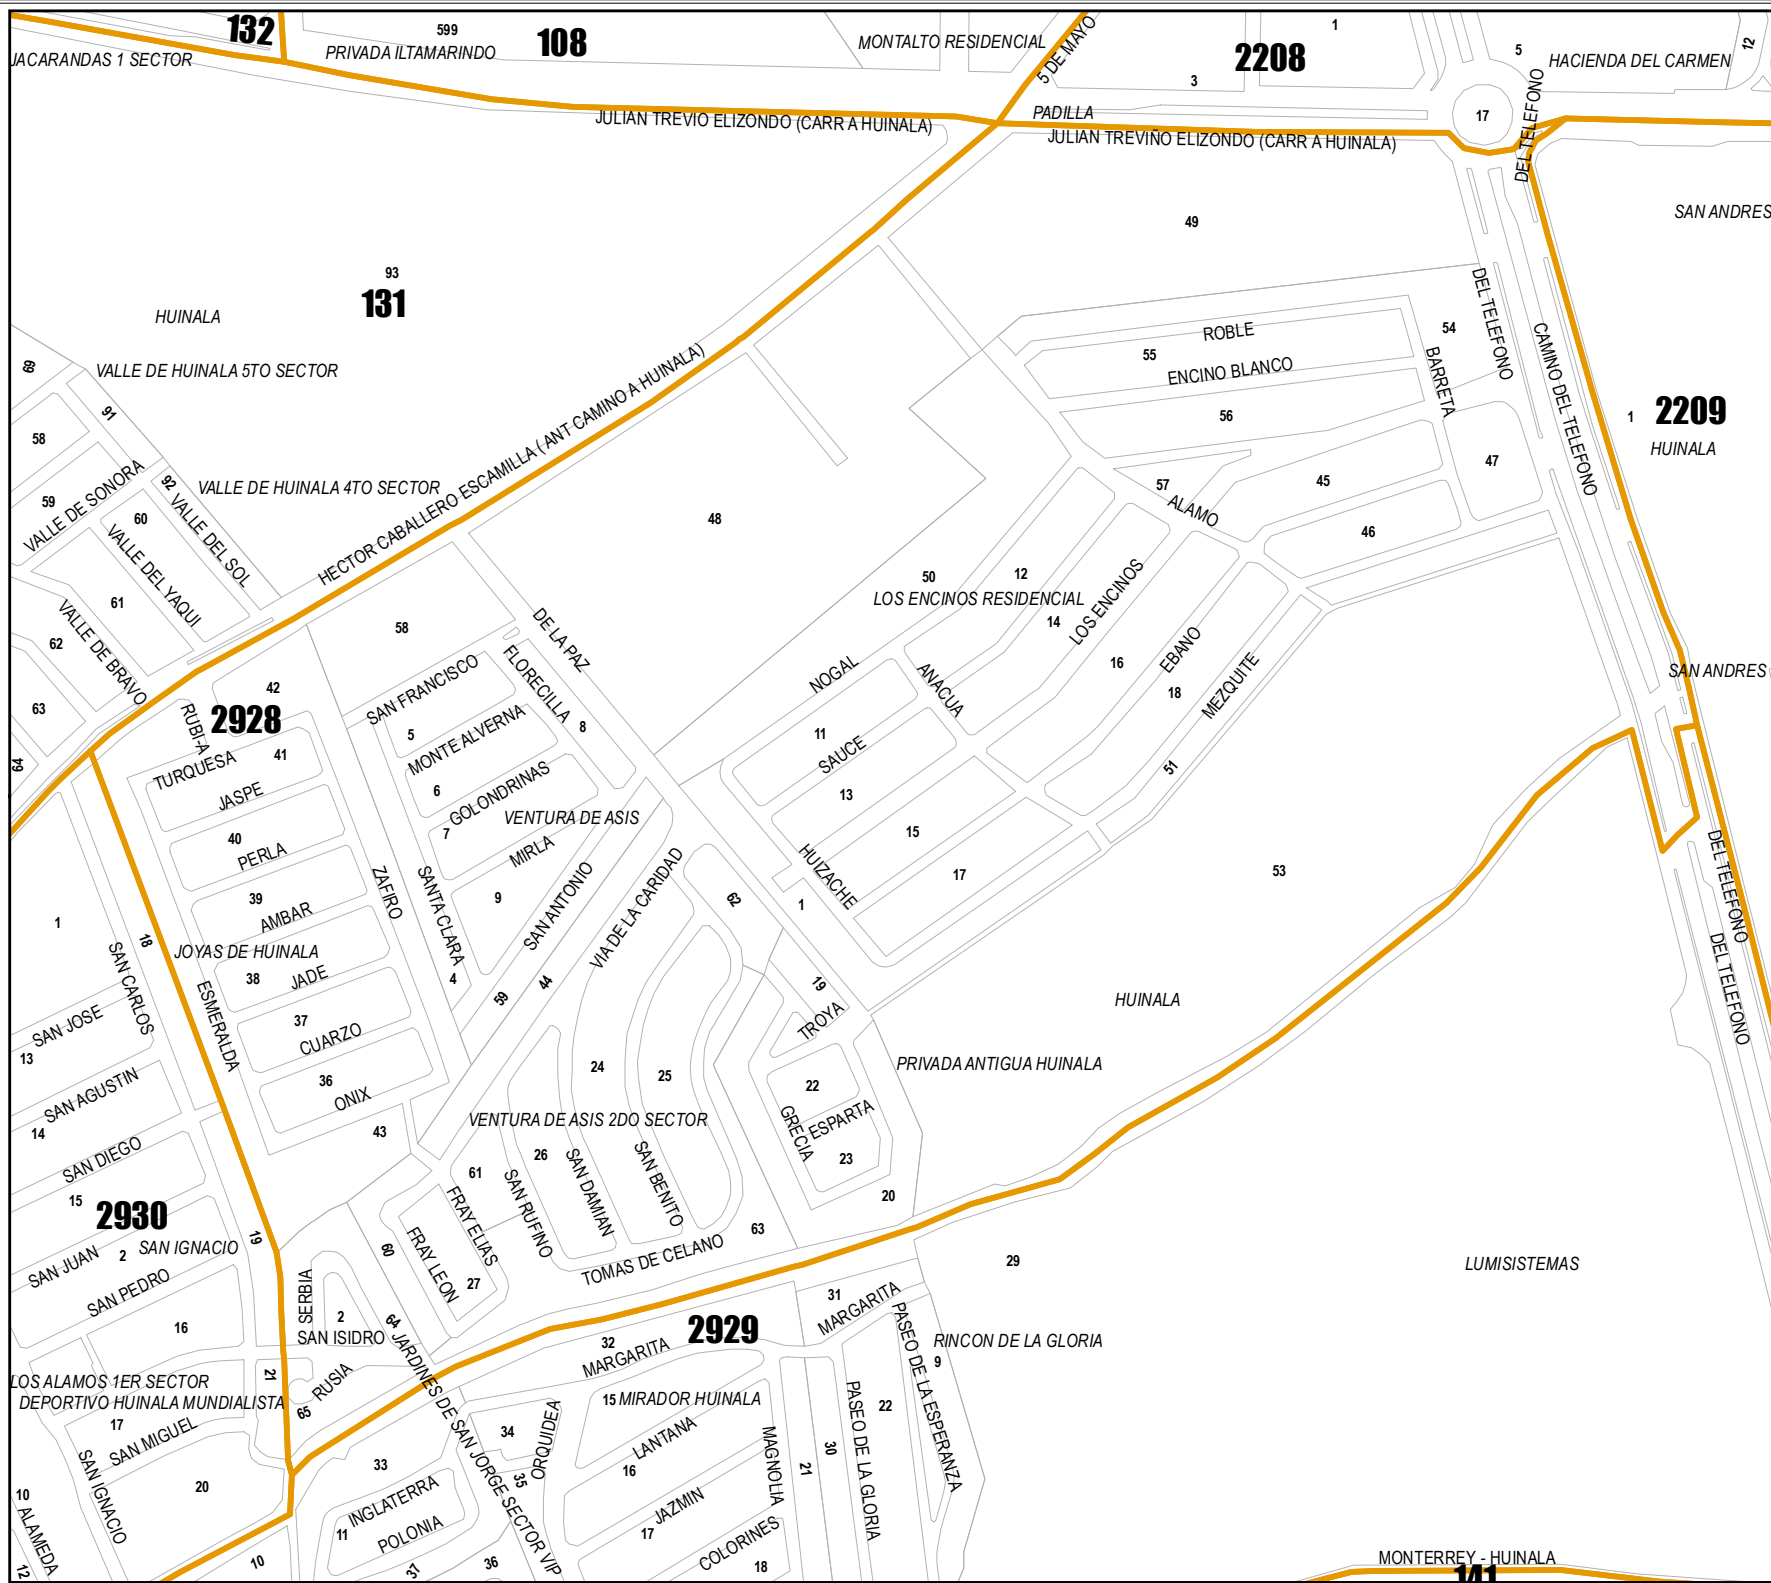 132
599
PRIVADA ILTAMARINDO
108
MONTALTO RESIDENCIAL
5 DE MAYO
2208
1
5
HACIENDA DEL CARMEN
12
JACARANDAS 1 SECTOR
3
JULIAN TREVIO ELIZONDO (CARR A HUINALA)
PADILLA
JULIAN TREVIÑO ELIZONDO (CARR A HUINALA)
17
DEL TELEFONO
SAN ANDRES
49
93
131
HUINALA
VALLE DE HUINALA 5TO SECTOR
69
91
58
59
VALLE DE SONORA
92
VALLE DEL SOL
VALLE DE HUINALA 4TO SECTOR
60
VALLE DEL YAQUI
61
62
VALLE DE BRAVO
63
64
HECTOR CABALLERO ESCAMILLA ( ANT CAMINO A HUINALA)
48
ROBLE
55
ENCINO BLANCO
54
BARRETA
DEL TELEFONO
CAMINO DEL TELEFONO
56
47
57
ALAMO
45
46
1
2209
HUINALA
SAN ANDRES
50
12
LOS ENCINOS RESIDENCIAL
14
LOS ENCINOS
16
EBANO
18
MEZQUITE
51
NOGAL
ANACUA
11
SAUCE
13
15
17
HUIZACHE
1
53
HUINALA
58
DE LA PAZ
SAN FRANCISCO
FLORECILLA
8
5
MONTE ALVERNA
6
GOLONDRINAS
7
VENTURA DE ASIS
MIRLA
9
SAN ANTONIO
SANTA CLARA
4
59
44
VIA DE LA CARIDAD
62
42
2928
RUBI-A
TURQUESA
41
JASPE
40
PERLA
39
AMBAR
ZAFIRO
JOYAS DE HUINALA
38
JADE
37
CUARZO
36
ONIX
43
ESMERALDA
1
18
SAN CARLOS
SAN JOSE
13
SAN AGUSTIN
14
SAN DIEGO
15
2930
SAN JUAN
2
SAN IGNACIO
19
SAN PEDRO
16
19
TROYA
PRIVADA ANTIGUA HUINALA
22
GRECIA
ESPARTA
23
20
24
25
VENTURA DE ASIS 2DO SECTOR
26
SAN DAMIAN
SAN BENITO
SAN RUFINO
61
FRAY ELIAS
FRAY LEON
27
60
63
TOMAS DE CELANO
DEL TELEFONO
DEL TELEFONO
29
LUMISISTEMAS
SERBIA
2
SAN ISIDRO
64
JARDINES DE SAN JORGE SECTOR VIP
RUSIA
65
21
LOS ALAMOS 1ER SECTOR
DEPORTIVO HUINALA MUNDIALISTA
17
SAN MIGUEL
SAN IGNACIO
20
10
ALAMEDA
12
10
2929
32
MARGARITA
31
MARGARITA
PASEO DE LA ESPERANZA
9
RINCON DE LA GLORIA
15
MIRADOR HUINALA
22
PASEO DE LA GLORIA
30
21
MAGNOLIA
LANTANA
16
JAZMIN
17
COLORINES
18
34
ORQUIDEA
35
33
INGLATERRA
11
POLONIA
37
36
MONTERREY - HUINALA
141